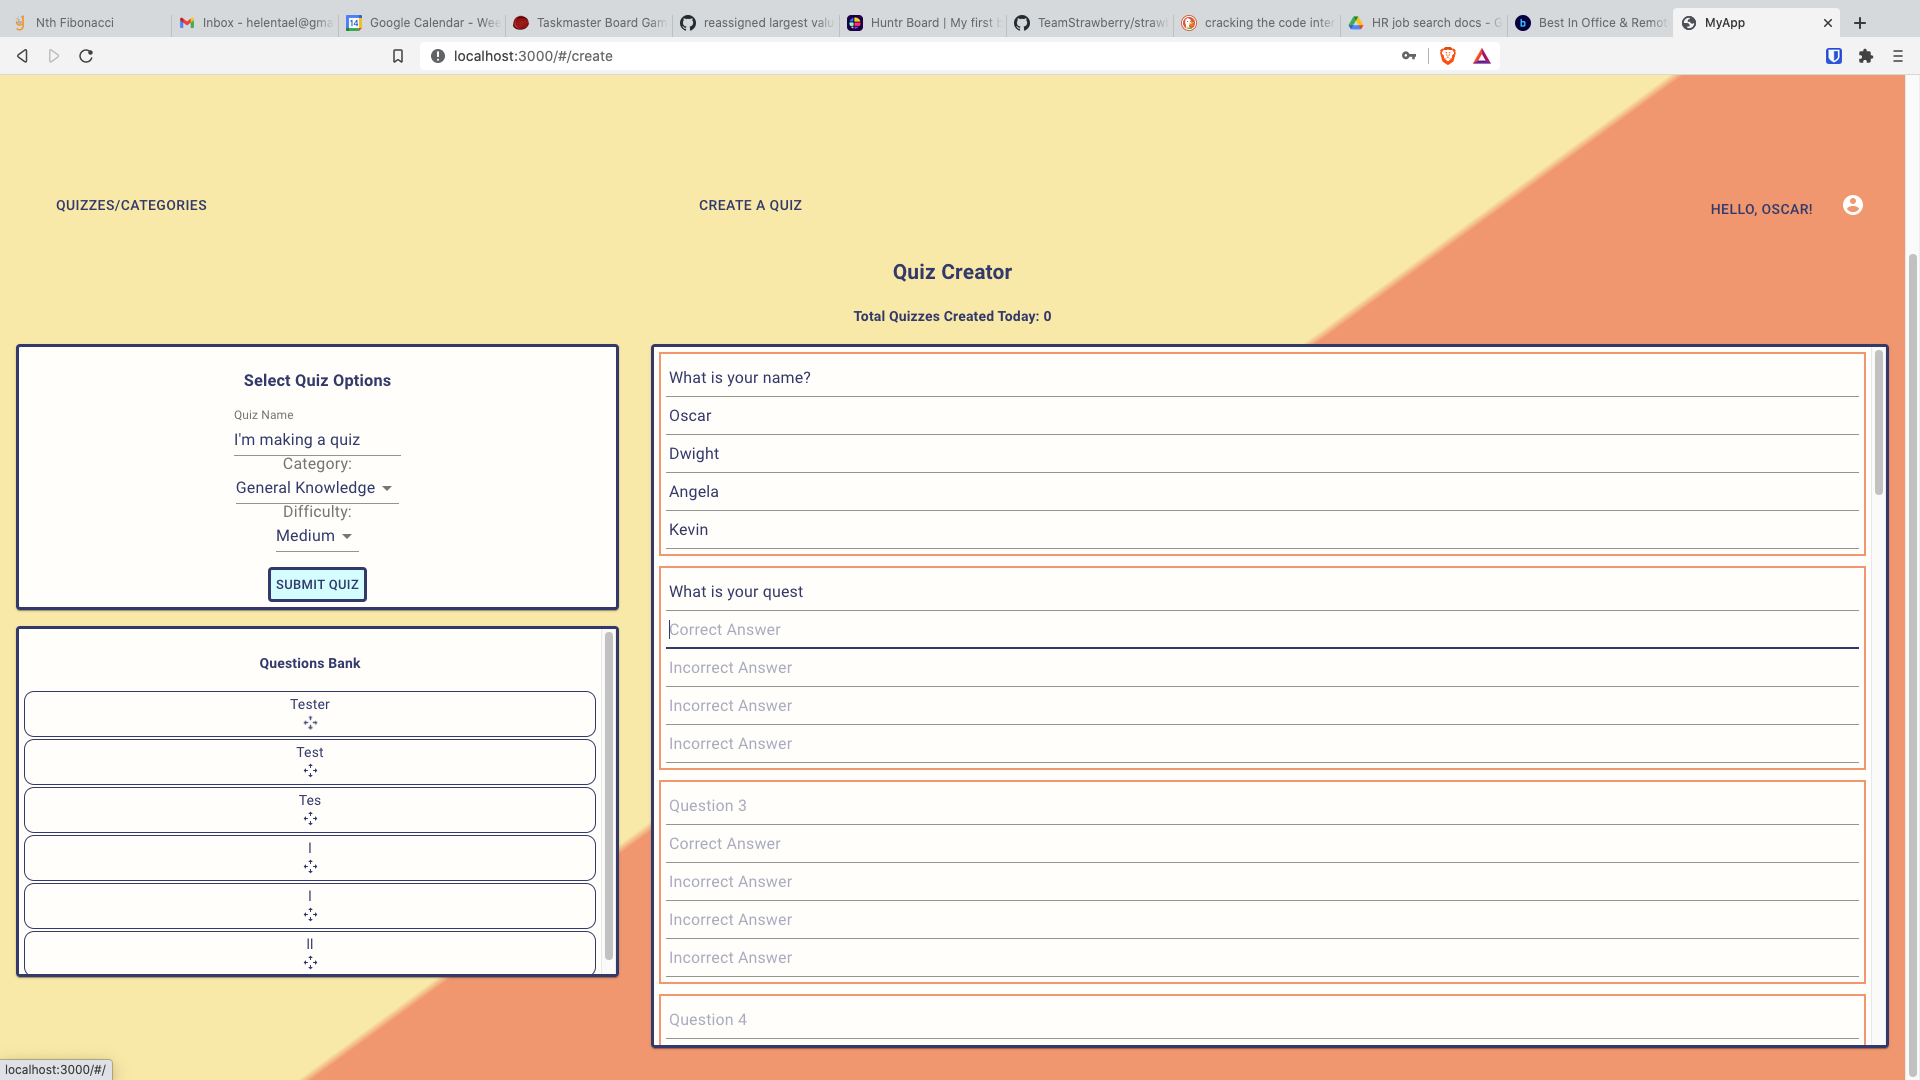 Nth Fibonacci
Inbox - helentael@gma
Google Calendar - Wee
Taskmaster Board Gam
reassigned largest valu
Huntr Board | My first b
TeamStrawberry/straw
cracking the code inter
HR job search docs - G
Best In Office & Remot
MyApp
localhost:3000/#/create
QUIZZES/CATEGORIES
CREATE A QUIZ
HELLO, OSCAR!
Quiz Creator
Total Quizzes Created Today: 0
Select Quiz Options
Quiz Name
I'm making a quiz
Category:
General Knowledge
Difficulty:
Medium
SUBMIT QUIZ
Questions Bank
Tester
Test
Tes
I
I
II
What is your name?
Oscar
Dwight
Angela
Kevin
What is your quest
Correct Answer
Incorrect Answer
Incorrect Answer
Incorrect Answer
Question 3
Correct Answer
Incorrect Answer
Incorrect Answer
Incorrect Answer
Question 4
localhost:3000/#/